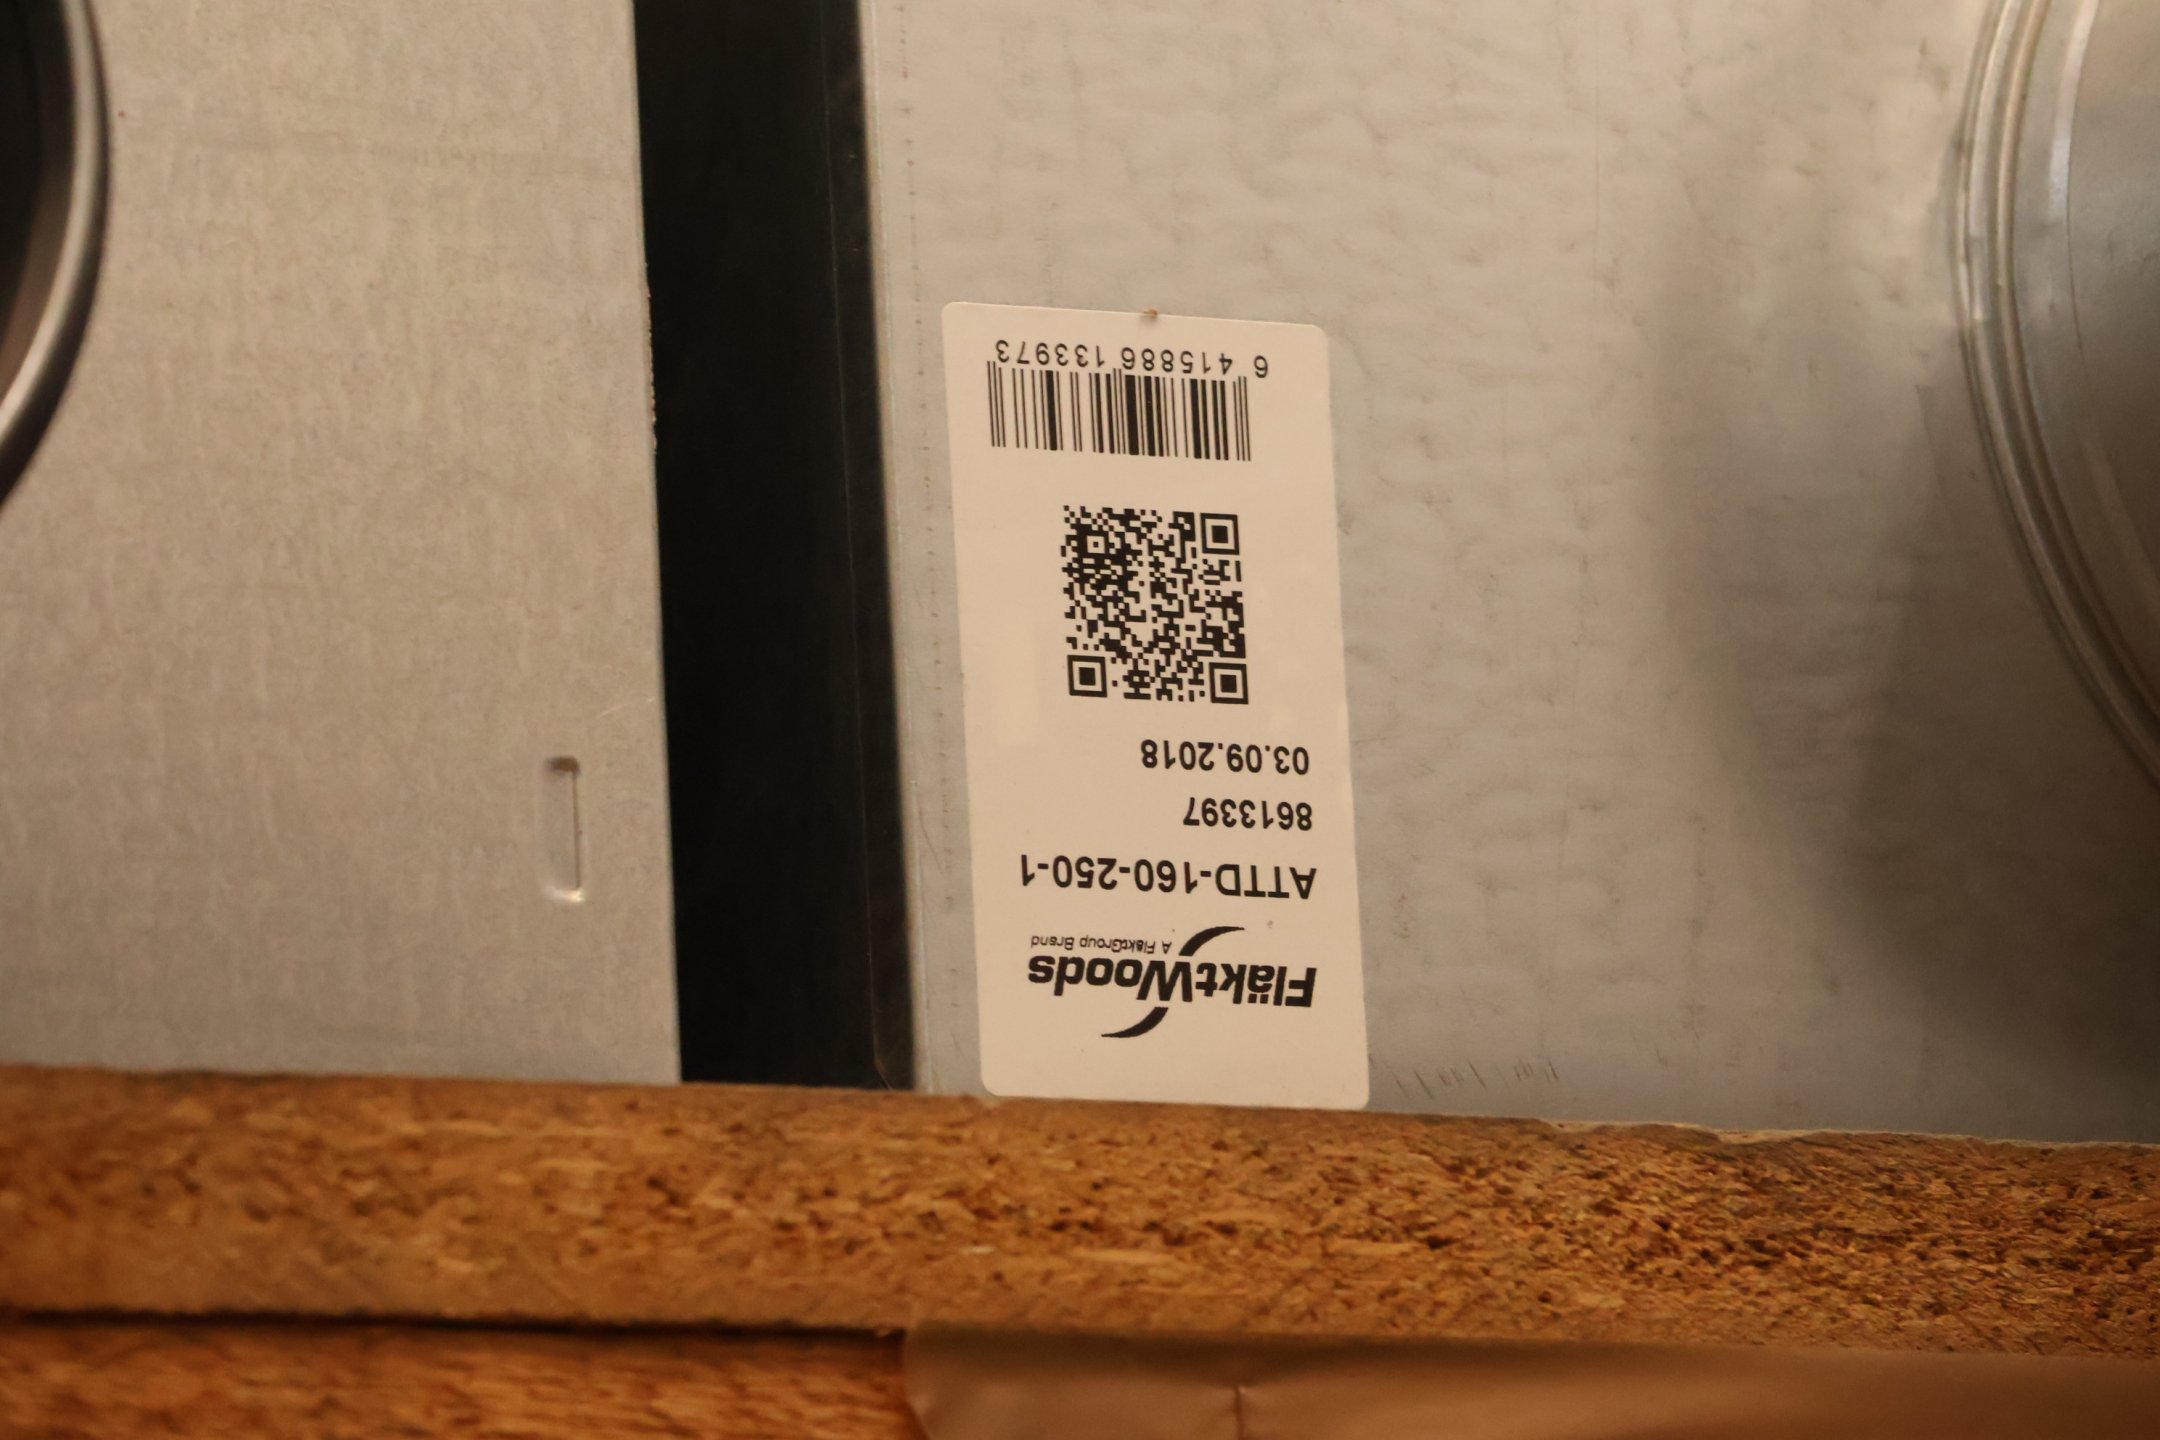 FläktWoods
A FläktGroup Brand
ATTD-160-250-1
8613397
03.09.2018
6 415886 133973